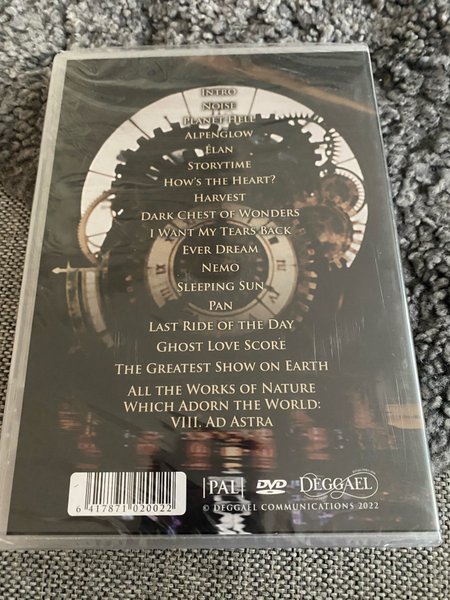 INTRO
NOISE
PLANET HELL
ALPENGLOW
ÉLAN
STORYTIME
HOW'S THE HEART?
HARVEST
DARK CHEST OF WONDERS
I WANT MY TEARS BACK
EVER DREAM
NEMO
SLEEPING SUN
PAN
LAST RIDE OF THE DAY
GHOST LOVE SCORE
THE GREATEST SHOW ON EARTH
ALL THE WORKS OF NATURE
WHICH ADORN THE WORLD:
VIII. AD ASTRA
6 417871 020022
PAL DVD DEGGAEL
© DEGGAEL COMMUNICATIONS 2022